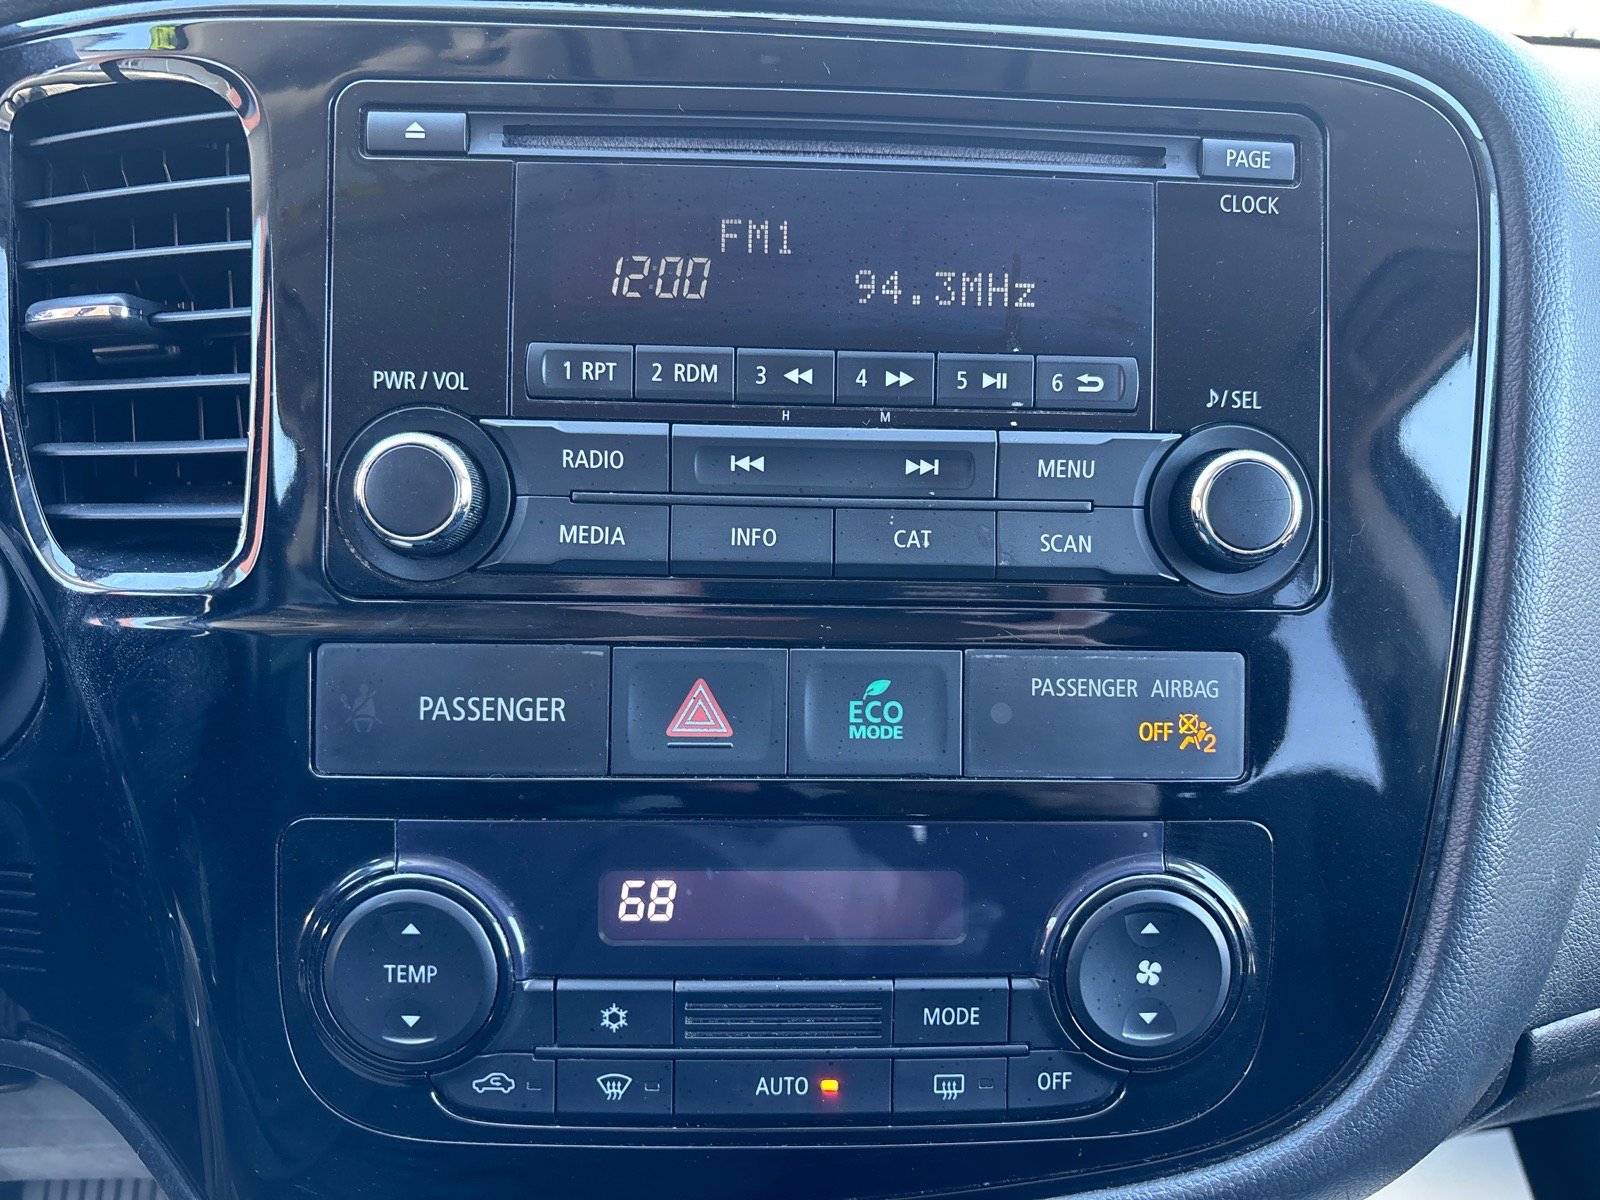 PAGE
CLOCK
FM1
12:00
94.3MHz
1 RPT
2 RDM
3
4
5
6
H
M
PWR / VOL
♪/SEL
RADIO
MENU
MEDIA
INFO
CAT
SCAN
PASSENGER
ECO
MODE
PASSENGER AIRBAG
OFF 2
68
TEMP
MODE
AUTO
OFF